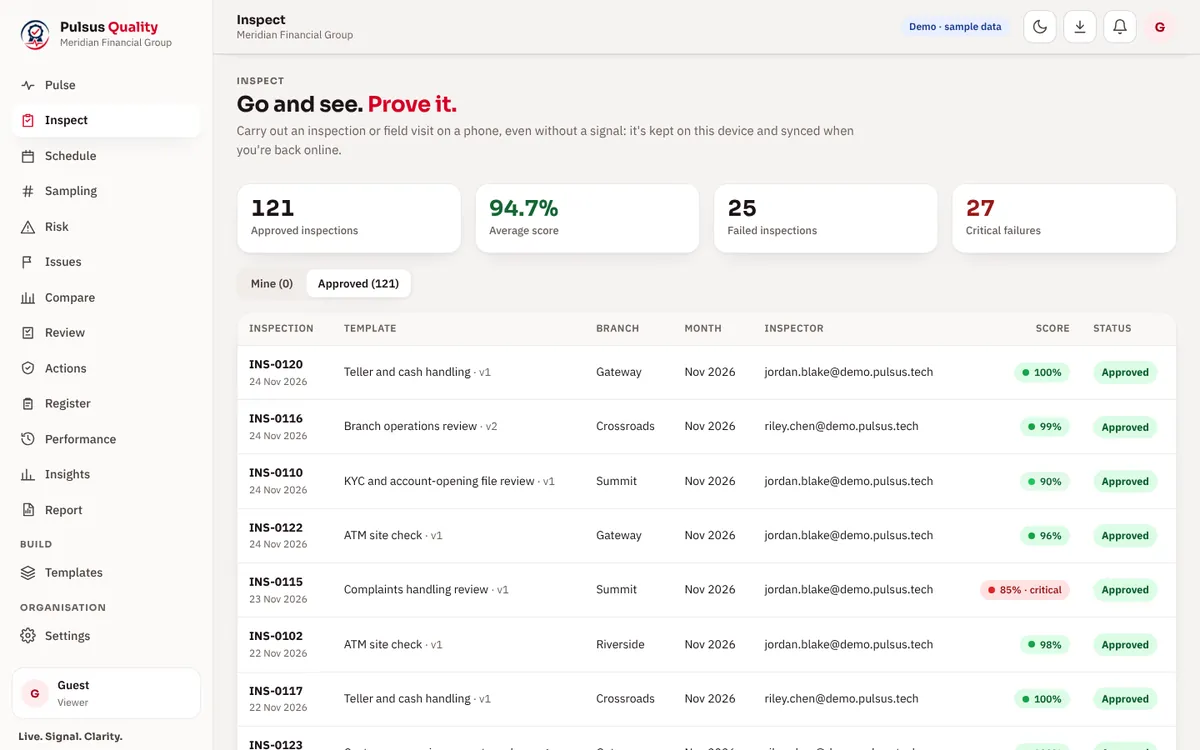 Pulsus Quality
Meridian Financial Group
Pulse
Inspect
Schedule
Sampling
Risk
Issues
Compare
Review
Actions
Register
Performance
Insights
Report
BUILD
Templates
ORGANISATION
Settings
G
Guest
Viewer
Live. Signal. Clarity.
Inspect
Meridian Financial Group
Demo · sample data
G
INSPECT
Go and see. Prove it.
Carry out an inspection or field visit on a phone, even without a signal: it's kept on this device and synced when
you're back online.
121
Approved inspections
94.7%
Average score
25
Failed inspections
27
Critical failures
Mine (0) Approved (121)
INSPECTION TEMPLATE BRANCH MONTH INSPECTOR SCORE STATUS
INS-0120
24 Nov 2026
Teller and cash handling · v1 Gateway Nov 2026 jordan.blake@demo.pulsus.tech 100% Approved
INS-0116
24 Nov 2026
Branch operations review · v2 Crossroads Nov 2026 riley.chen@demo.pulsus.tech 99% Approved
INS-0110
24 Nov 2026
KYC and account-opening file review · v1 Summit Nov 2026 jordan.blake@demo.pulsus.tech 90% Approved
INS-0122
24 Nov 2026
ATM site check · v1 Gateway Nov 2026 jordan.blake@demo.pulsus.tech 96% Approved
INS-0115
23 Nov 2026
Complaints handling review · v1 Summit Nov 2026 jordan.blake@demo.pulsus.tech 85% · critical Approved
INS-0102
22 Nov 2026
ATM site check · v1 Riverside Nov 2026 jordan.blake@demo.pulsus.tech 98% Approved
INS-0117
22 Nov 2026
Teller and cash handling · v1 Crossroads Nov 2026 riley.chen@demo.pulsus.tech 100% Approved
INS-0123